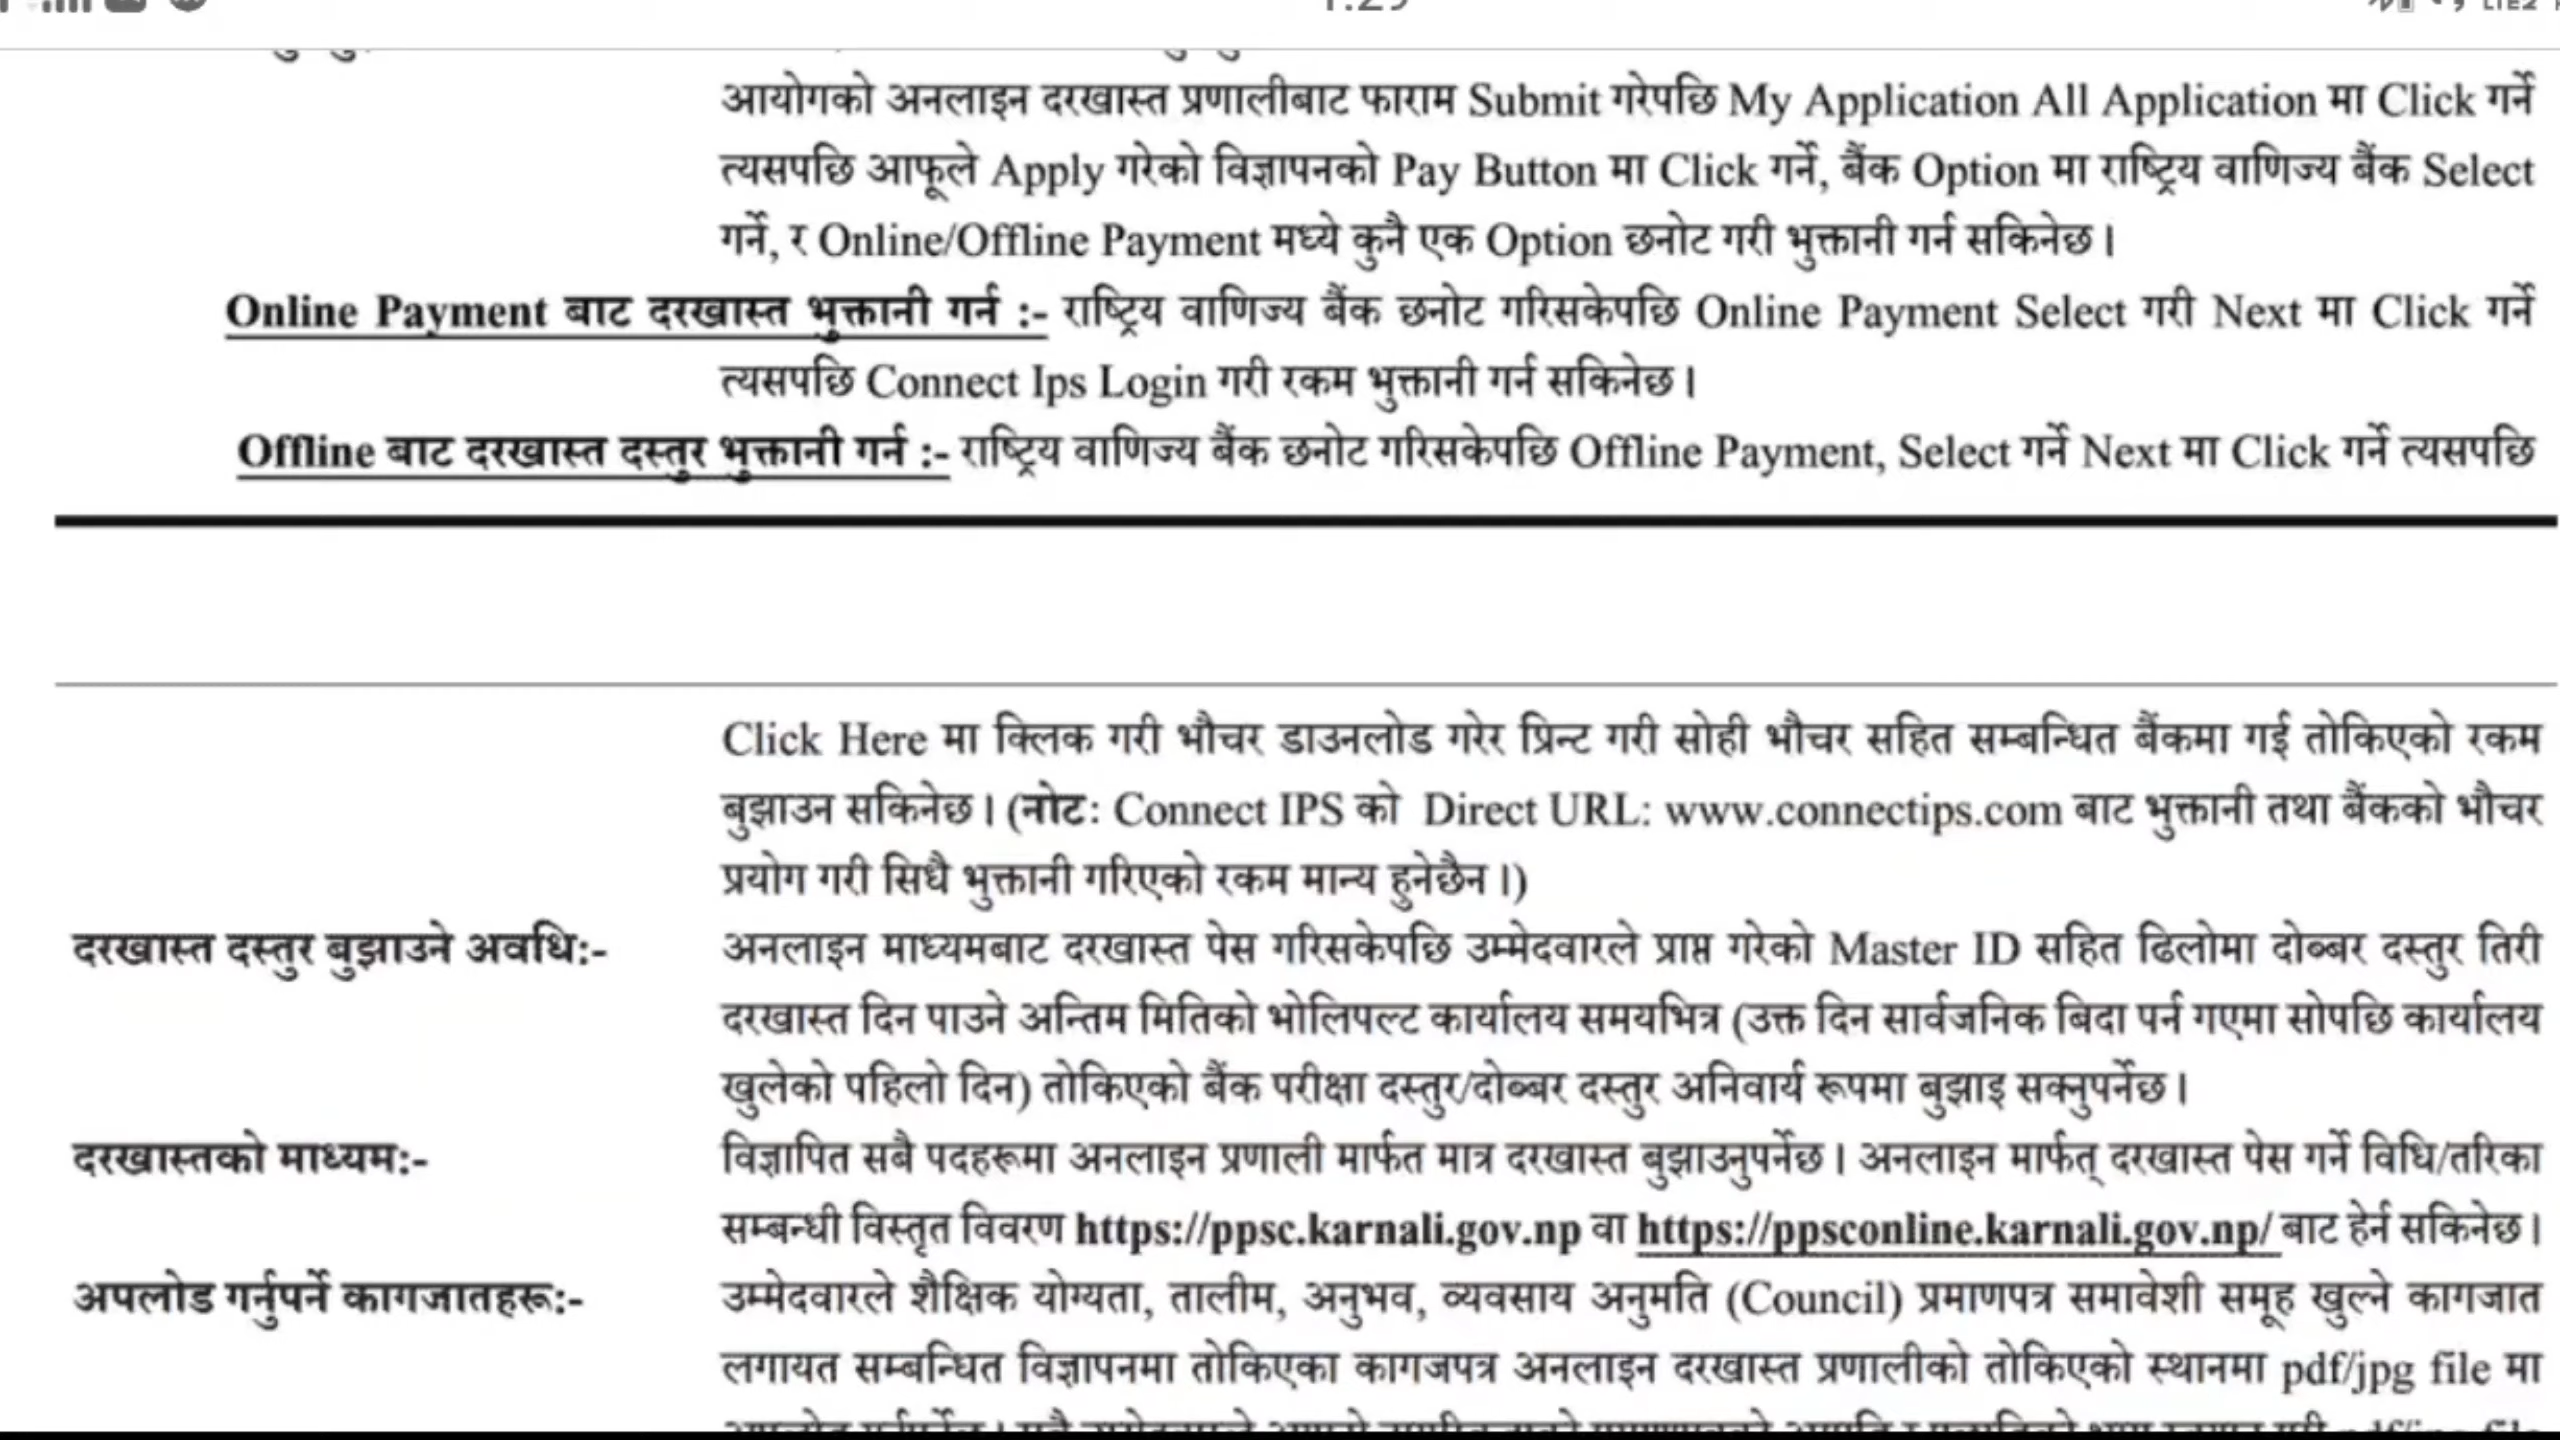 आयोगको अनलाइन दरखास्त प्रणालीबाट फाराम Submit गरेपछि My Application All Application मा Click गर्ने
त्यसपछि आफूले Apply गरेको विज्ञापनको Pay Button मा Click गर्ने, बैंक Option मा राष्ट्रिय वाणिज्य बैंक Select
गर्ने, र Online/Offline Payment मध्ये कुनै एक Option छनोट गरी भुक्तानी गर्न सकिनेछ।
Online Payment बाट दरखास्त भुक्तानी गर्न :- राष्ट्रिय वाणिज्य बैंक छनोट गरिसकेपछि Online Payment Select गरी Next मा Click गर्ने
त्यसपछि Connect Ips Login गरी रकम भुक्तानी गर्न सकिनेछ।
Offline बाट दरखास्त दस्तुर भुक्तानी गर्न :- राष्ट्रिय वाणिज्य बैंक छनोट गरिसकेपछि Offline Payment, Select गर्ने Next मा Click गर्ने त्यसपछि
Click Here मा क्लिक गरी भौचर डाउनलोड गरेर प्रिन्ट गरी सोही भौचर सहित सम्बन्धित बैंकमा गई तोकिएको रकम
बुझाउन सकिनेछ। (नोट: Connect IPS को Direct URL: www.connectips.com बाट भुक्तानी तथा बैंकको भौचर
प्रयोग गरी सिधै भुक्तानी गरिएको रकम मान्य हुनेछैन।)
दरखास्त दस्तुर बुझाउने अवधि:- अनलाइन माध्यमबाट दरखास्त पेस गरिसकेपछि उम्मेदवारले प्राप्त गरेको Master ID सहित ढिलोमा दोब्बर दस्तुर तिरी
दरखास्त दिन पाउने अन्तिम मितिको भोलिपल्ट कार्यालय समयभित्र (उक्त दिन सार्वजनिक बिदा पर्न गएमा सोपछि कार्यालय
खुलेको पहिलो दिन) तोकिएको बैंक परीक्षा दस्तुर/दोब्बर दस्तुर अनिवार्य रूपमा बुझाइ सक्नुपर्नेछ।
दरखास्तको माध्यम:- विज्ञापित सबै पदहरूमा अनलाइन प्रणाली मार्फत मात्र दरखास्त बुझाउनुपर्नेछ। अनलाइन मार्फत् दरखास्त पेस गर्ने विधि/तरिका
सम्बन्धी विस्तृत विवरण https://ppsc.karnali.gov.np वा https://ppsconline.karnali.gov.np/ बाट हेर्न सकिनेछ।
अपलोड गर्नुपर्ने कागजातहरू:- उम्मेदवारले शैक्षिक योग्यता, तालीम, अनुभव, व्यवसाय अनुमति (Council) प्रमाणपत्र समावेशी समूह खुल्ने कागजात
लगायत सम्बन्धित विज्ञापनमा तोकिएका कागजपत्र अनलाइन दरखास्त प्रणालीको तोकिएको स्थानमा pdf/jpg file मा